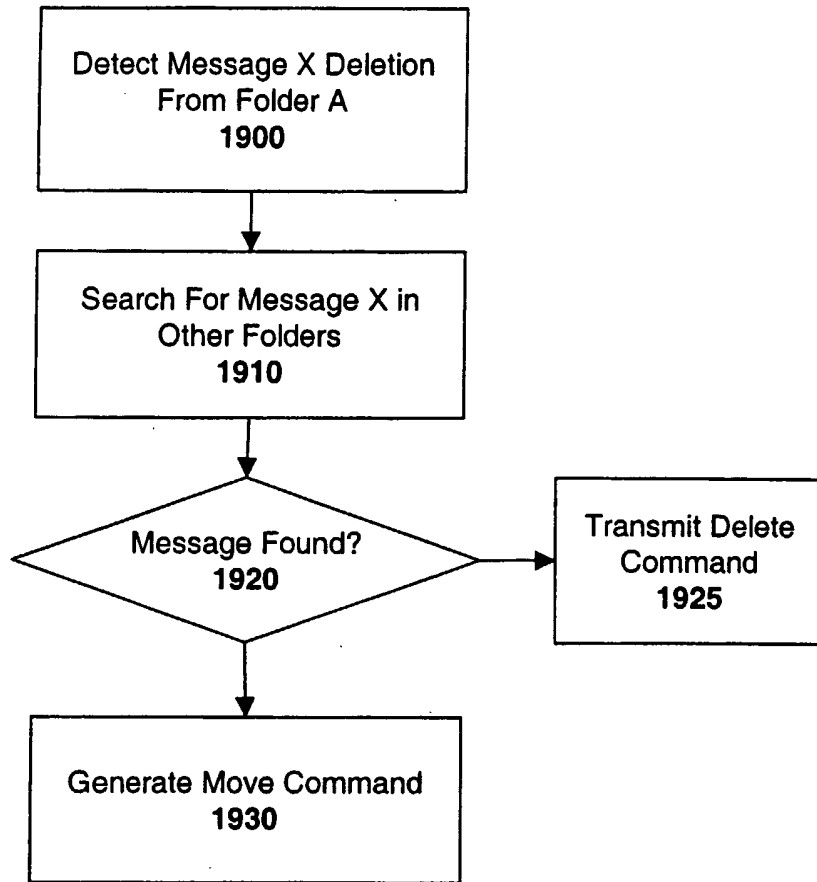 Detect Message X Deletion
From Folder A
1900
Search For Message X in
Other Folders
1910
Message Found?
1920
Transmit Delete
Command
1925
Generate Move Command
1930